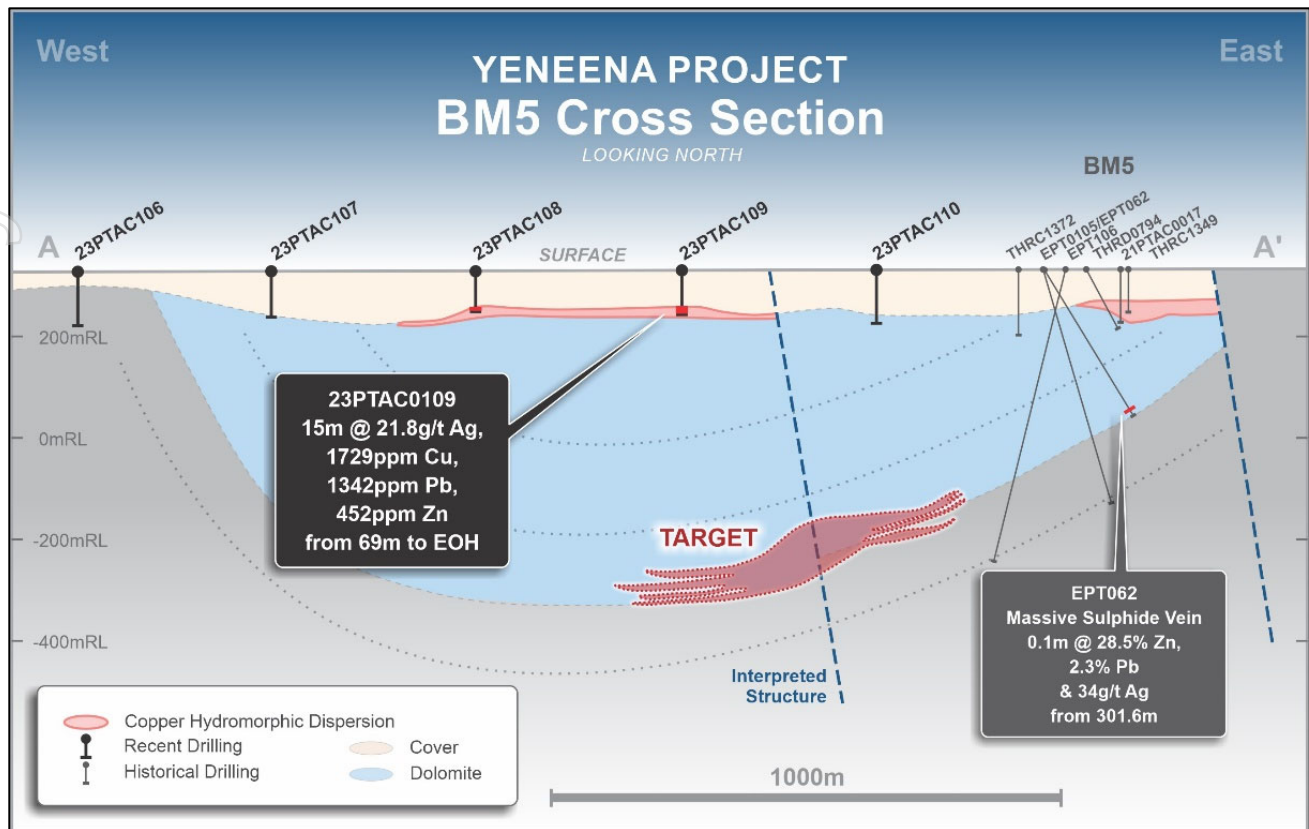 West
East
YENEENA PROJECT
BM5 Cross Section
LOOKING NORTH
BM5
A
23PTAC106
23PTAC107
23PTAC108
SURFACE
23PTAC109
23PTAC110
THRC1372
EPT0105/EPT062
EPT106
THRD0794
21PTAC0017
THRC1349
A'
200mRL
0mRL
-200mRL
-400mRL
23PTAC0109
15m @ 21.8g/t Ag,
1729ppm Cu,
1342ppm Pb,
452ppm Zn
from 69m to EOH
TARGET
EPT062
Massive Sulphide Vein
0.1m @ 28.5% Zn,
2.3% Pb
& 34g/t Ag
from 301.6m
Interpreted
Structure
Copper Hydromorphic Dispersion
Recent Drilling
Cover
Historical Drilling
Dolomite
1000m